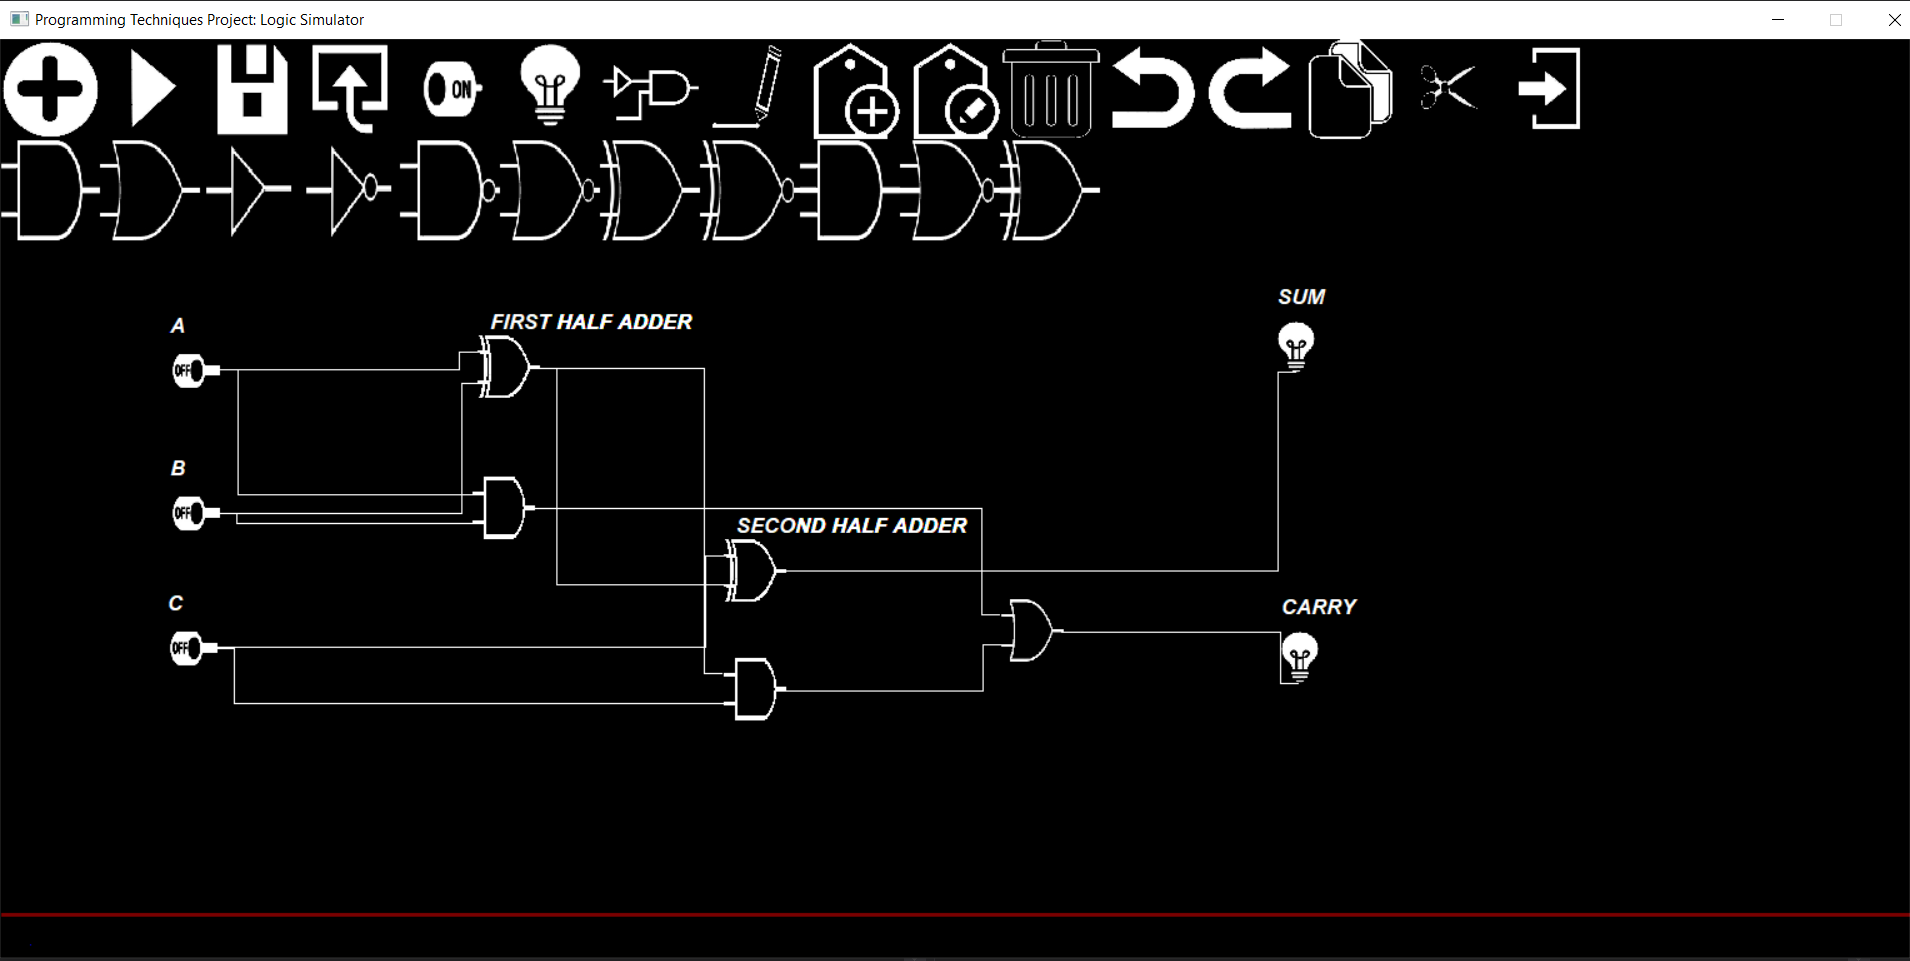 Programming Techniques Project: Logic Simulator
ON
SUM
FIRST HALF ADDER
A
OFF
B
OFF
SECOND HALF ADDER
C
OFF
CARRY